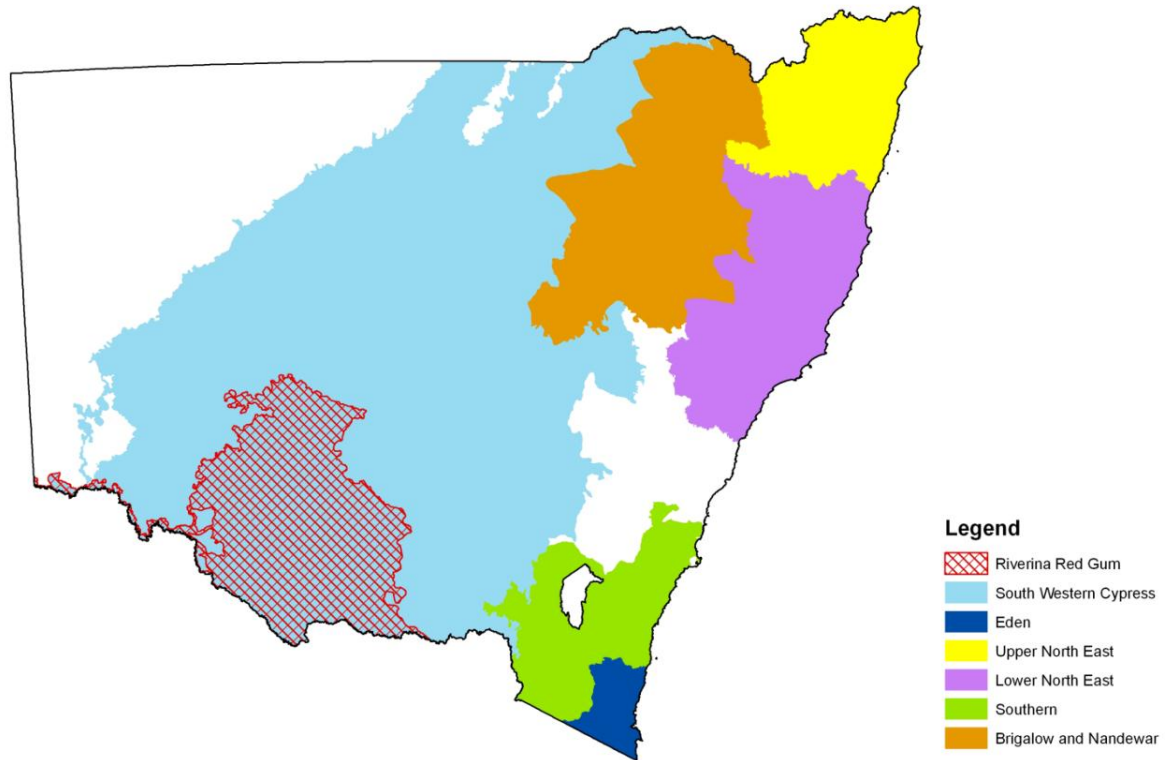 Legend
Riverina Red Gum
South Western Cypress
Eden
Upper North East
Lower North East
Southern
Brigalow and Nandewar